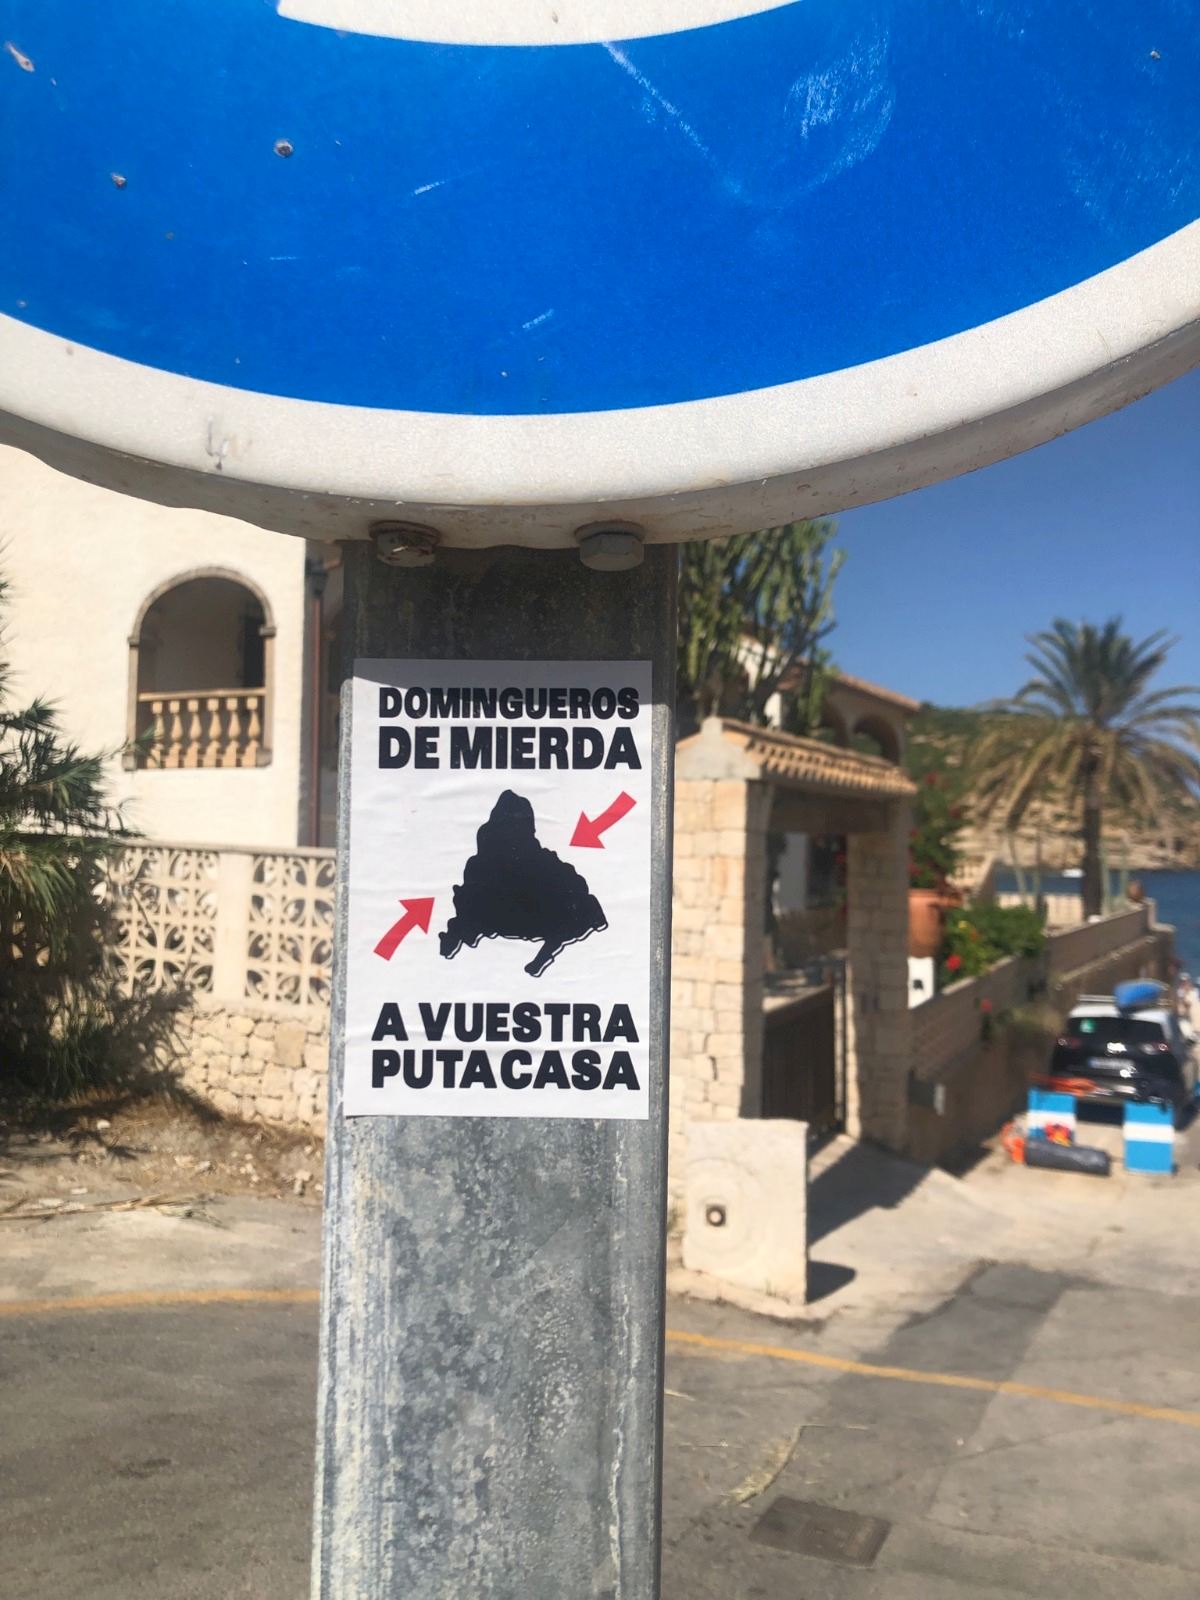 DOMINGUEROS
DE MIERDA
A VUESTRA
PUTA CASA